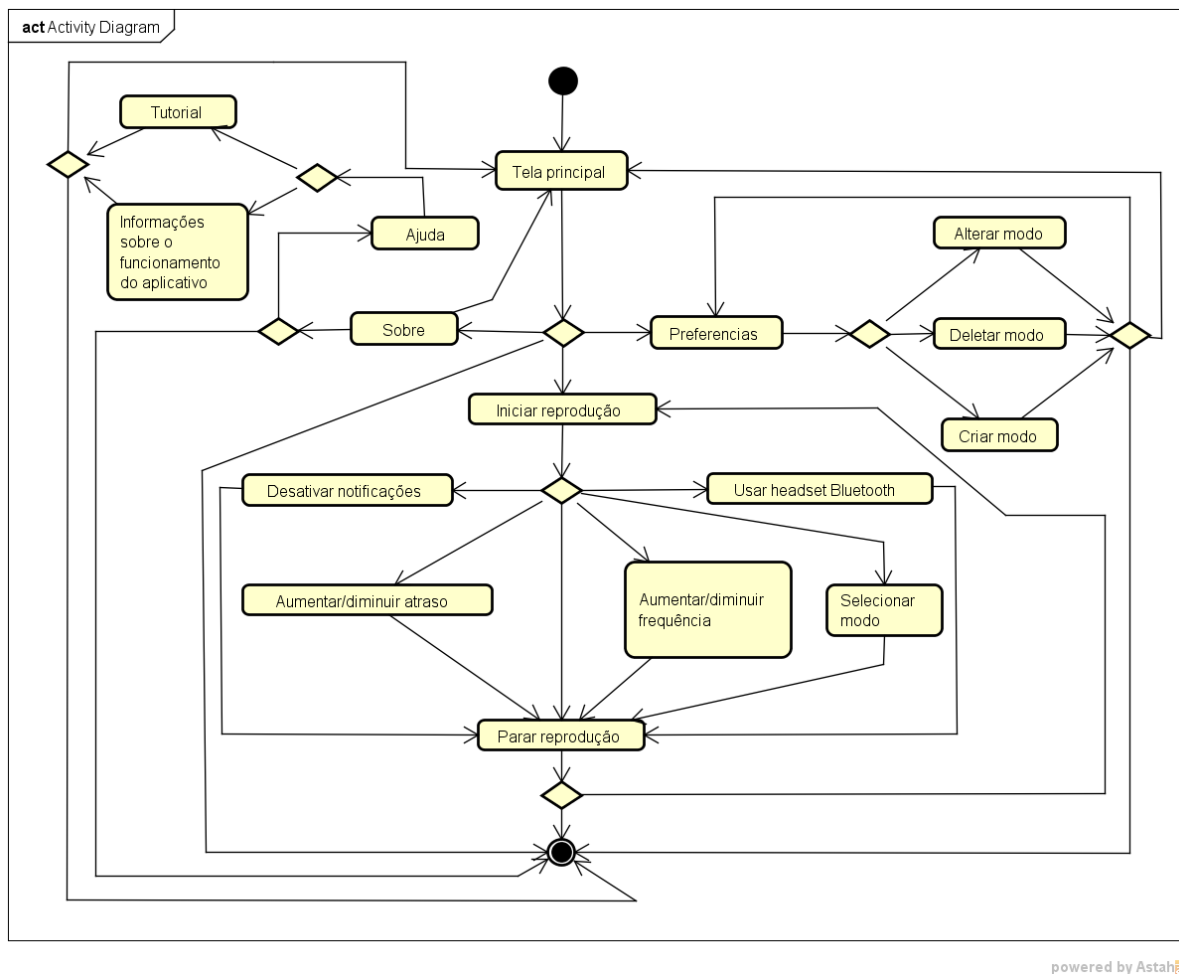 act Activity Diagram
Tutorial
Tela principal
Informações
sobre o
funcionamento
do aplicativo
Ajuda
Alterar modo
Sobre
Preferencias
Deletar modo
Iniciar reprodução
Criar modo
Desativar notificações
Usar headset Bluetooth
Aumentar/diminuir atraso
Aumentar/diminuir
frequência
Selecionar
modo
Parar reprodução
powered by Astah